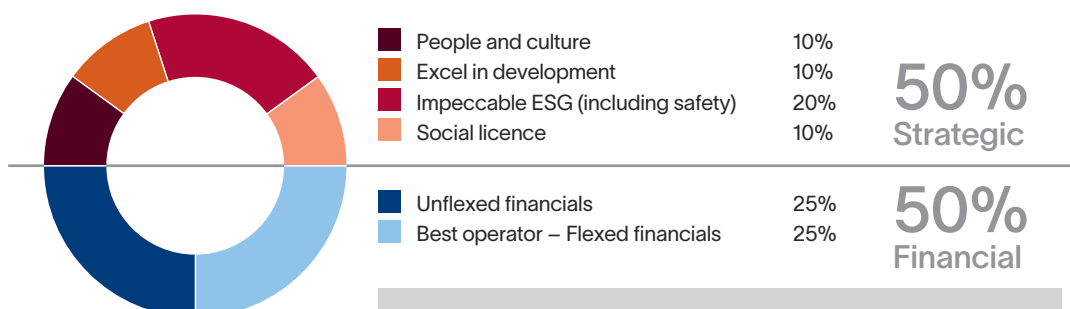 People and culture 10%
Excel in development 10%
Impeccable ESG (including safety) 20%
Social licence 10%
50%
Strategic
Unflexed financials 25%
Best operator – Flexed financials 25%
50%
Financial